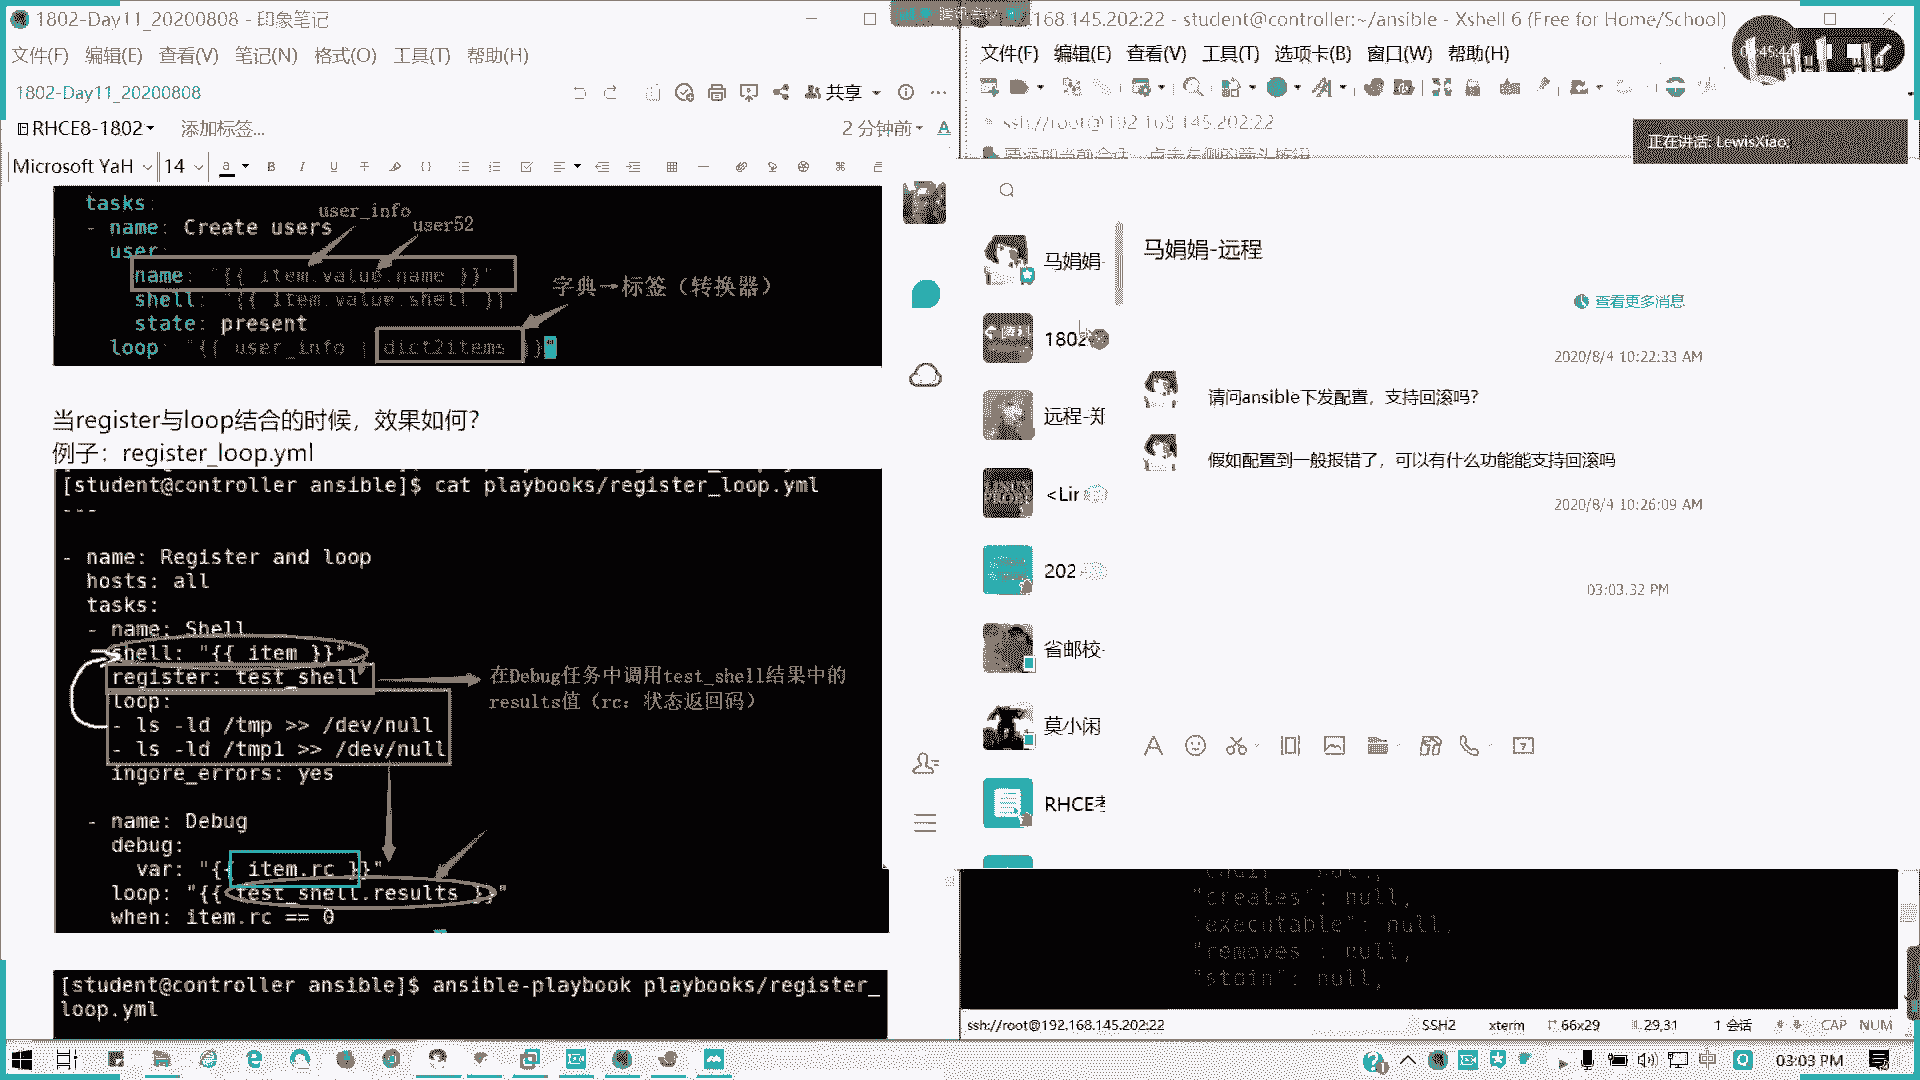 1802-Day11_20200808 - 印象笔记
文件(F) 编辑(E) 查看(V) 笔记(N) 格式(O) 工具(T) 帮助(H)
1802-Day11_20200808
共享
RHCE8-1802
添加标签...
2 分钟前
Microsoft YaH
14
tasks:
- name: Create users
user_info
user52
user:
name: "{{ item.value.name }}"
shell: "{{ item.value.shell }}"
state: present
loop: "{{ user_info | dict2items }}
字典—标签（转换器）
当register与loop结合的时候，效果如何？
例子：register_loop.yml
[student@controller ansible]$ cat playbooks/register_loop.yml
---
- name: Register and loop
hosts: all
tasks:
- name: Shell
shell: "{{ item }}"
register: test_shell
loop:
- ls -ld /tmp >> /dev/null
- ls -ld /tmp1 >> /dev/null
ingore_errors: yes
在Debug任务中调用test_shell结果中的
results值（rc：状态返回码）
- name: Debug
debug:
var: "{{ item.rc }}"
loop: "{{ test_shell.results }}"
when: item.rc == 0
[student@controller ansible]$ ansible-playbook playbooks/register_
loop.yml
168.145.202:22 - student@controller:~/ansible - Xshell 6 (Free for Home/School)
文件(F) 编辑(E) 查看(V) 工具(T) 选项卡(B) 窗口(W) 帮助(H)
ssh://root@192.168.145.202:22
正在讲话: LewisXiao;
马娟娟-
1802
远程-郑
<Lin
202
省邮校-
莫小闲
RHCE考
马娟娟-远程
查看更多消息
2020/8/4 10:22:33 AM
请问ansible下发配置，支持回滚吗？
假如配置到一般报错了，可以有什么功能能支持回滚吗
2020/8/4 10:26:09 AM
03:03:32 PM
"creates": null,
"executable": null,
"removes": null,
"stdin": null,
ssh://root@192.168.145.202:22
SSH2
xterm
66x29
29,31
1 会话
CAP NUM
中
03:03 PM